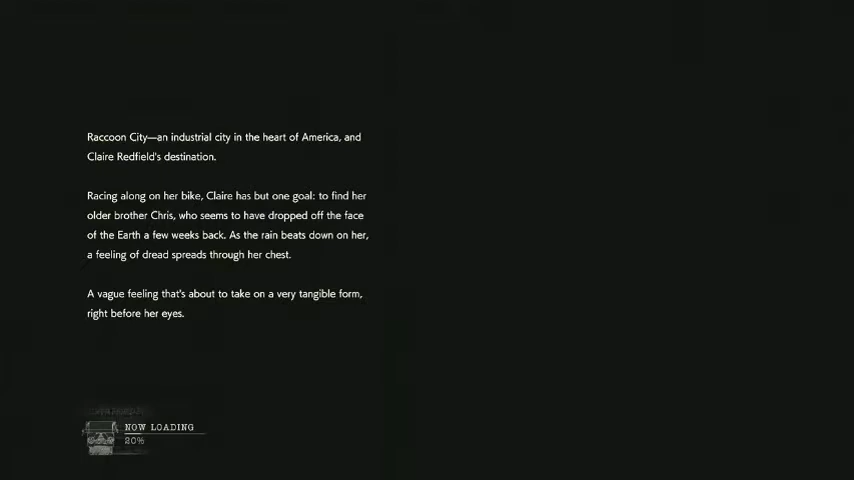 Raccoon City—an industrial city in the heart of America, and
Claire Redfield's destination.
Racing along on her bike, Claire has but one goal: to find her
older brother Chris, who seems to have dropped off the face
of the Earth a few weeks back. As the rain beats down on her,
a feeling of dread spreads through her chest.
A vague feeling that's about to take on a very tangible form,
right before her eyes.
NOW LOADING
20%